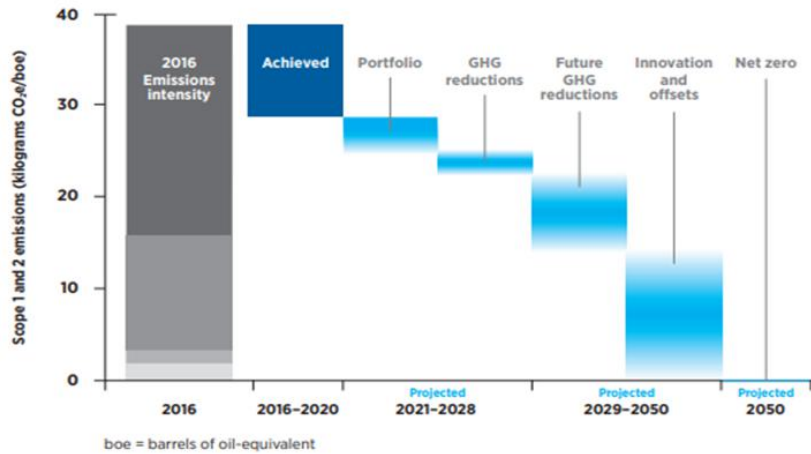 Scope 1 and 2 emissions (kilograms CO₂e/boe)
40
30
20
10
0
2016
Emissions
intensity
Achieved
Portfolio
GHG
reductions
Future
GHG
reductions
Innovation
and
offsets
Net zero
Projected
Projected
Projected
2016
2016–2020
2021–2028
2029–2050
2050
boe = barrels of oil-equivalent